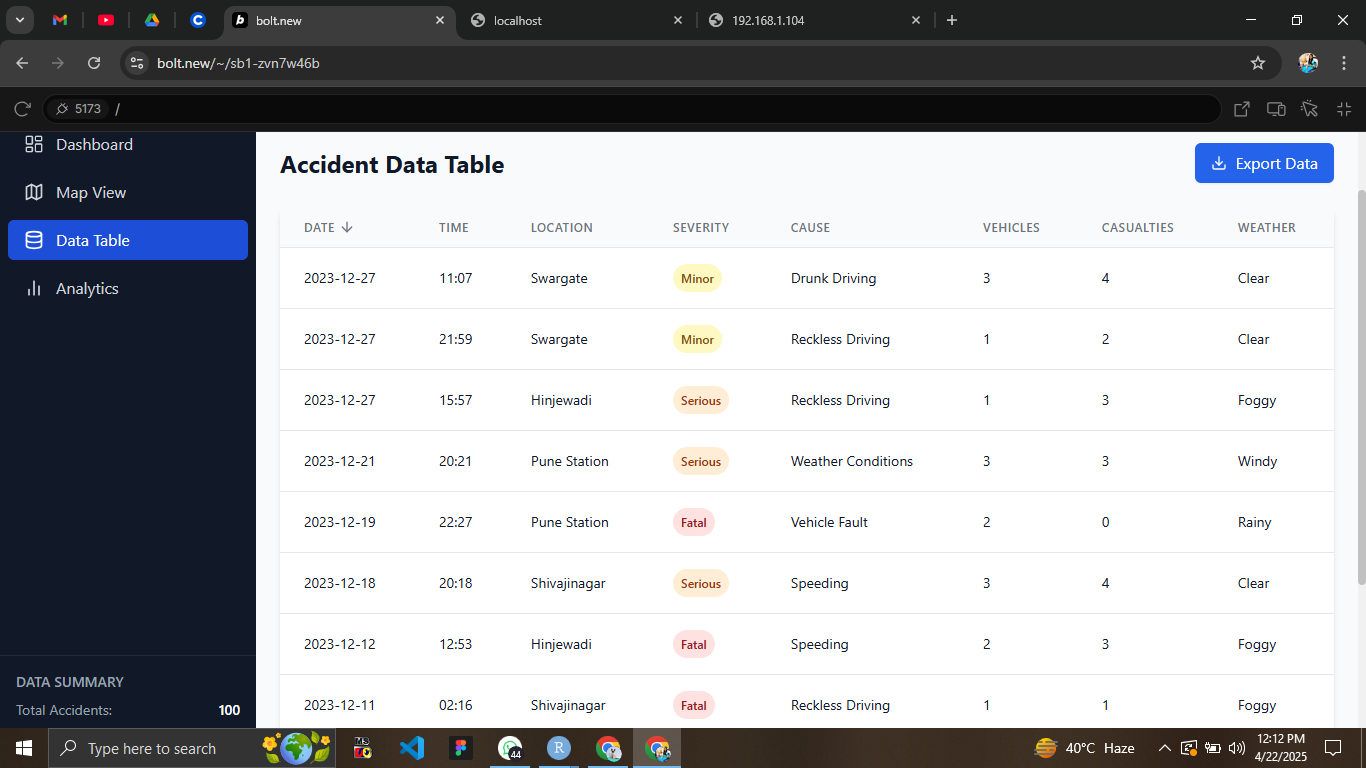 bolt.new
localhost
192.168.1.104
bolt.new/~/sb1-zvn7w46b
5173 /
Dashboard
Map View
Data Table
Analytics
DATA SUMMARY
Total Accidents: 100
Accident Data Table
Export Data
DATE TIME LOCATION SEVERITY CAUSE VEHICLES CASUALTIES WEATHER
2023-12-27 11:07 Swargate Minor Drunk Driving 3 4 Clear
2023-12-27 21:59 Swargate Minor Reckless Driving 1 2 Clear
2023-12-27 15:57 Hinjewadi Serious Reckless Driving 1 3 Foggy
2023-12-21 20:21 Pune Station Serious Weather Conditions 3 3 Windy
2023-12-19 22:27 Pune Station Fatal Vehicle Fault 2 0 Rainy
2023-12-18 20:18 Shivajinagar Serious Speeding 3 4 Clear
2023-12-12 12:53 Hinjewadi Fatal Speeding 2 3 Foggy
2023-12-11 02:16 Shivajinagar Fatal Reckless Driving 1 1 Foggy
Type here to search
44
40°C Haze
12:12 PM
4/22/2025